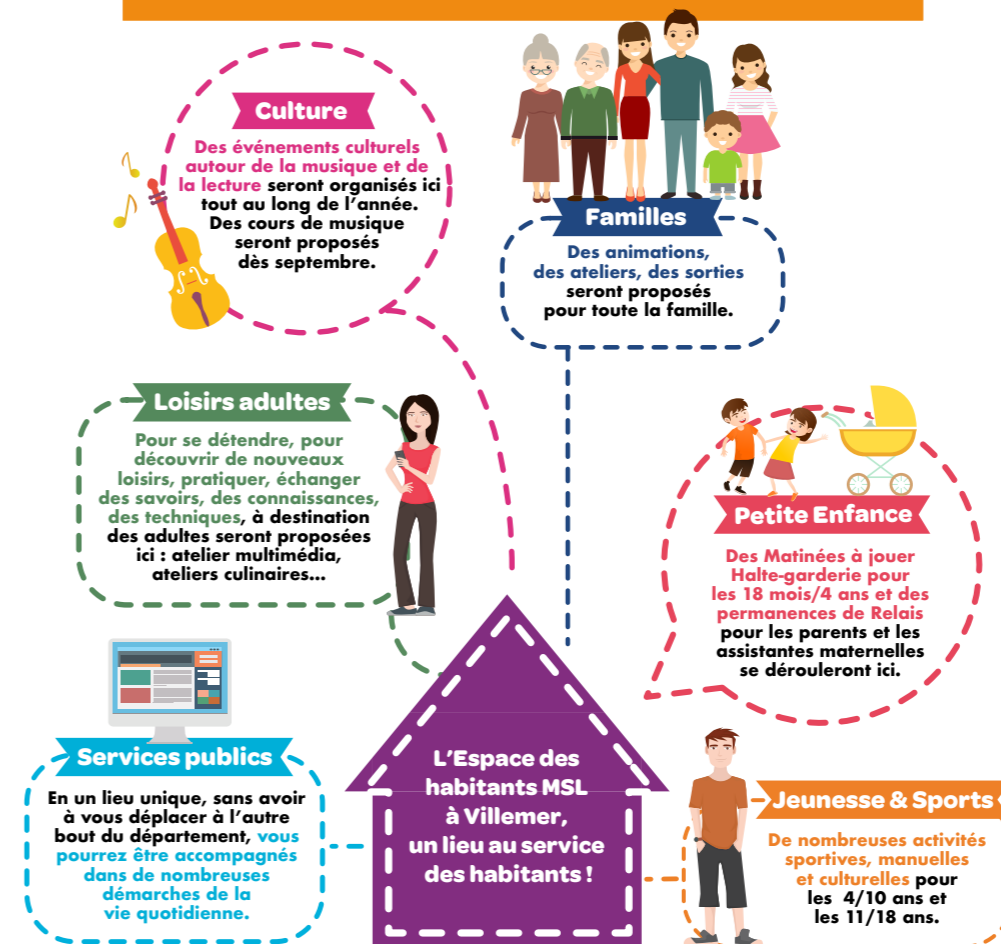 Culture
Des événements culturels
autour de la musique et de
la lecture seront organisés ici
tout au long de l'année.
Des cours de musique
seront proposés
dès septembre.
Familles
Des animations,
des ateliers, des sorties
seront proposés
pour toute la famille.
Loisirs adultes
Pour se détendre, pour
découvrir de nouveaux
loisirs, pratiquer, échanger
des savoirs, des connaissances,
des techniques, à destination
des adultes seront proposées
ici : atelier multimédia,
ateliers culinaires...
Petite Enfance
Des Matinées à jouer
Halte-garderie pour
les 18 mois/4 ans et des
permanences de Relais
pour les parents et les
assistantes maternelles
se dérouleront ici.
Services publics
En un lieu unique, sans avoir
à vous déplacer à l'autre
bout du département, vous
pourrez être accompagnés
dans de nombreuses
démarches de la
vie quotidienne.
L'Espace des
habitants MSL
à Villemer,
un lieu au service
des habitants !
Jeunesse & Sports
De nombreuses activités
sportives, manuelles
et culturelles pour
les 4/10 ans et
les 11/18 ans.